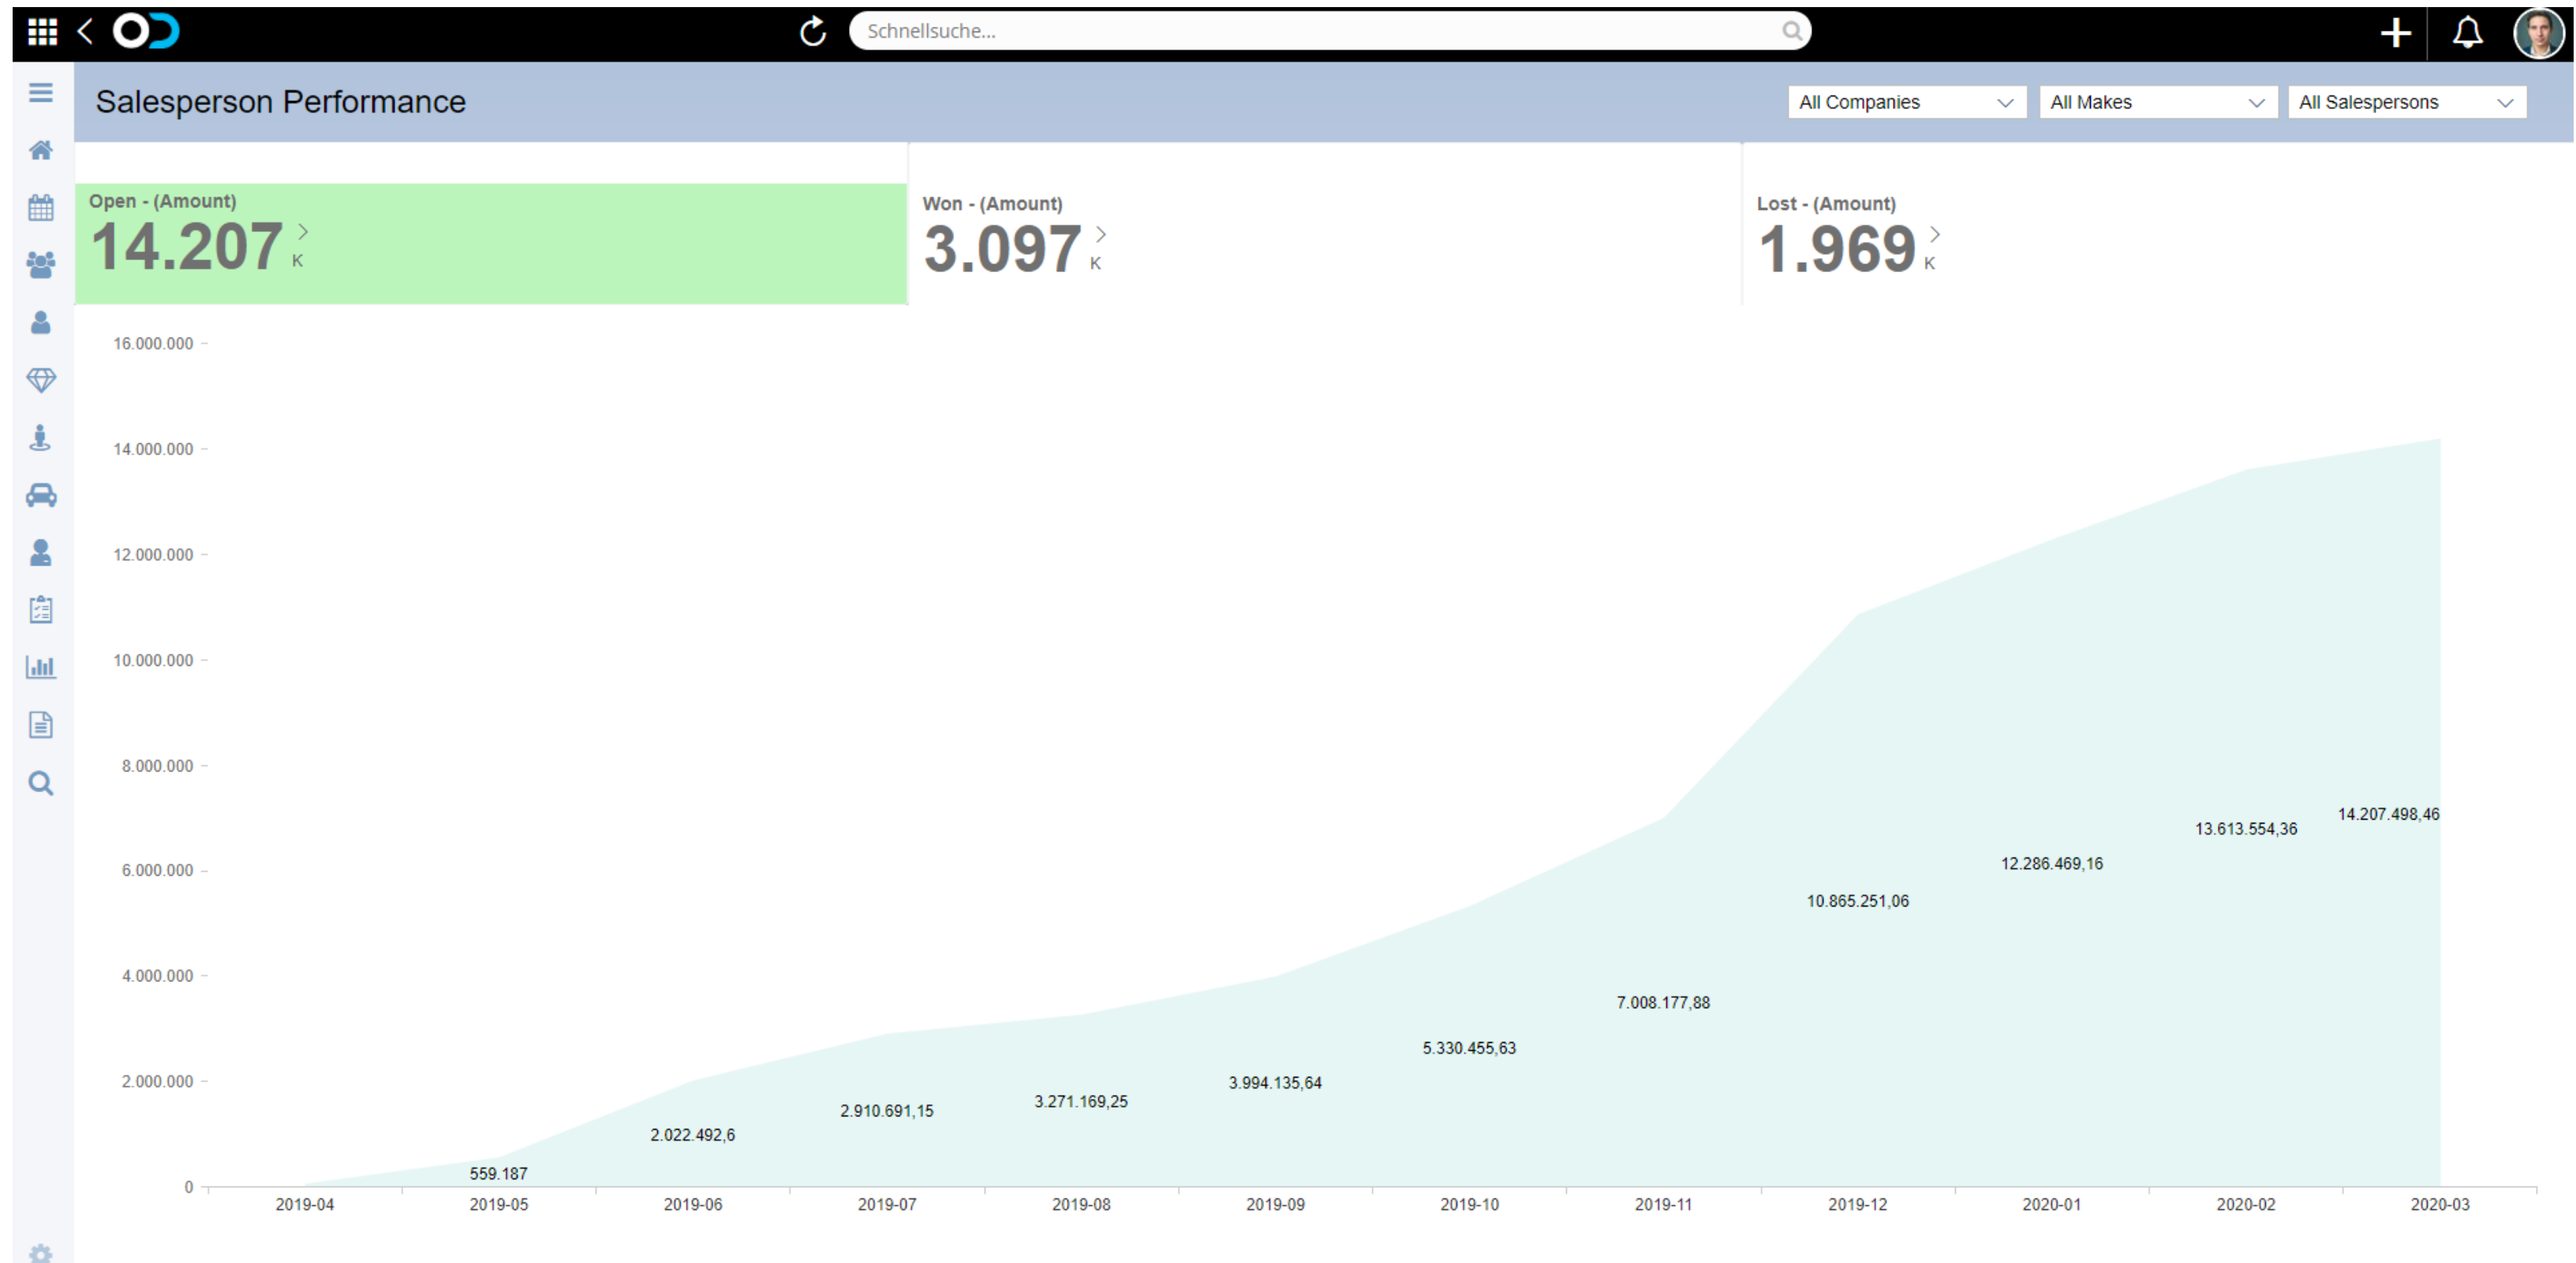 Schnellsuche...
Salesperson Performance
All Companies
All Makes
All Salespersons
Open - (Amount)
14.207 K
Won - (Amount)
3.097 K
Lost - (Amount)
1.969 K
16.000.000
14.000.000
12.000.000
10.000.000
8.000.000
6.000.000
4.000.000
2.000.000
0
559.187
2.022.492,6
2.910.691,15
3.271.169,25
3.994.135,64
5.330.455,63
7.008.177,88
10.865.251,06
12.286.469,16
13.613.554,36
14.207.498,46
2019-04
2019-05
2019-06
2019-07
2019-08
2019-09
2019-10
2019-11
2019-12
2020-01
2020-02
2020-03